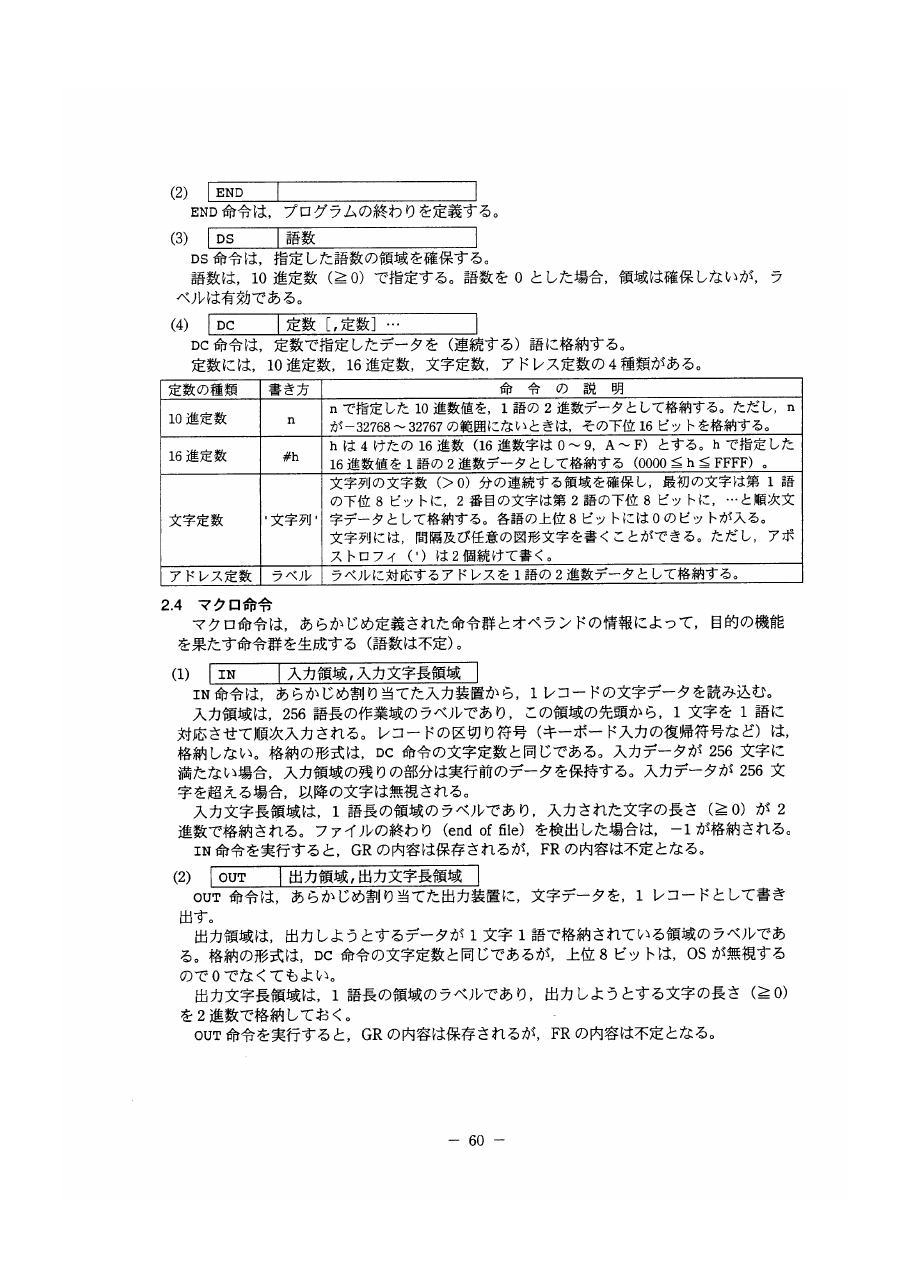 (2) END
END 命令は，プログラムの終わりを定義する。
(3) DS 語数
DS 命令は，指定した語数の領域を確保する。
語数は，10 進定数（≧0）で指定する。語数を 0 とした場合，領域は確保しないが，ラ
ベルは有効である。
(4) DC 定数［，定数］…
DC 命令は，定数で指定したデータを（連続する）語に格納する。
定数には，10 進定数，16 進定数，文字定数，アドレス定数の 4 種類がある。
定数の種類 書き方 命 令 の 説 明
10 進定数 n n で指定した 10 進数値を，1 語の 2 進数データとして格納する。ただし，n
が－32768～32767 の範囲にないときは，その下位 16 ビットを格納する。
16 進定数 #h h は 4 けたの 16 進数（16 進数字は 0～9，A～F）とする。h で指定した
16 進数値を 1 語の 2 進数データとして格納する（0000≦h≦FFFF）。
文字定数 '文字列' 文字列の文字数（＞0）分の連続する領域を確保し，最初の文字は第 1 語
の下位 8 ビットに，2 番目の文字は第 2 語の下位 8 ビットに，…と順次文
字データとして格納する。各語の上位 8 ビットには 0 のビットが入る。
文字列には，間隔及び任意の図形文字を書くことができる。ただし，アポ
ストロフィ（'）は 2 個続けて書く。
アドレス定数 ラベル ラベルに対応するアドレスを 1 語の 2 進数データとして格納する。
2.4 マクロ命令
マクロ命令は，あらかじめ定義された命令群とオペランドの情報によって，目的の機能
を果たす命令群を生成する（語数は不定）。
(1) IN 入力領域，入力文字長領域
IN 命令は，あらかじめ割り当てた入力装置から，1 レコードの文字データを読み込む。
入力領域は，256 語長の作業域のラベルであり，この領域の先頭から，1 文字を 1 語に
対応させて順次入力される。レコードの区切り符号（キーボード入力の復帰符号など）は，
格納しない。格納の形式は，DC 命令の文字定数と同じである。入力データが 256 文字に
満たない場合，入力領域の残りの部分は実行前のデータを保持する。入力データが 256 文
字を超える場合，以降の文字は無視される。
入力文字長領域は，1 語長の領域のラベルであり，入力された文字の長さ（≧0）が 2
進数で格納される。ファイルの終わり（end of file）を検出した場合は，－1 が格納される。
IN 命令を実行すると，GR の内容は保存されるが，FR の内容は不定となる。
(2) OUT 出力領域，出力文字長領域
OUT 命令は，あらかじめ割り当てた出力装置に，文字データを，1 レコードとして書き
出す。
出力領域は，出力しようとするデータが 1 文字 1 語で格納されている領域のラベルであ
る。格納の形式は，DC 命令の文字定数と同じであるが，上位 8 ビットは，OS が無視する
ので 0 でなくてもよい。
出力文字長領域は，1 語長の領域のラベルであり，出力しようとする文字の長さ（≧0）
を 2 進数で格納しておく。
OUT 命令を実行すると，GR の内容は保存されるが，FR の内容は不定となる。
－ 60 －